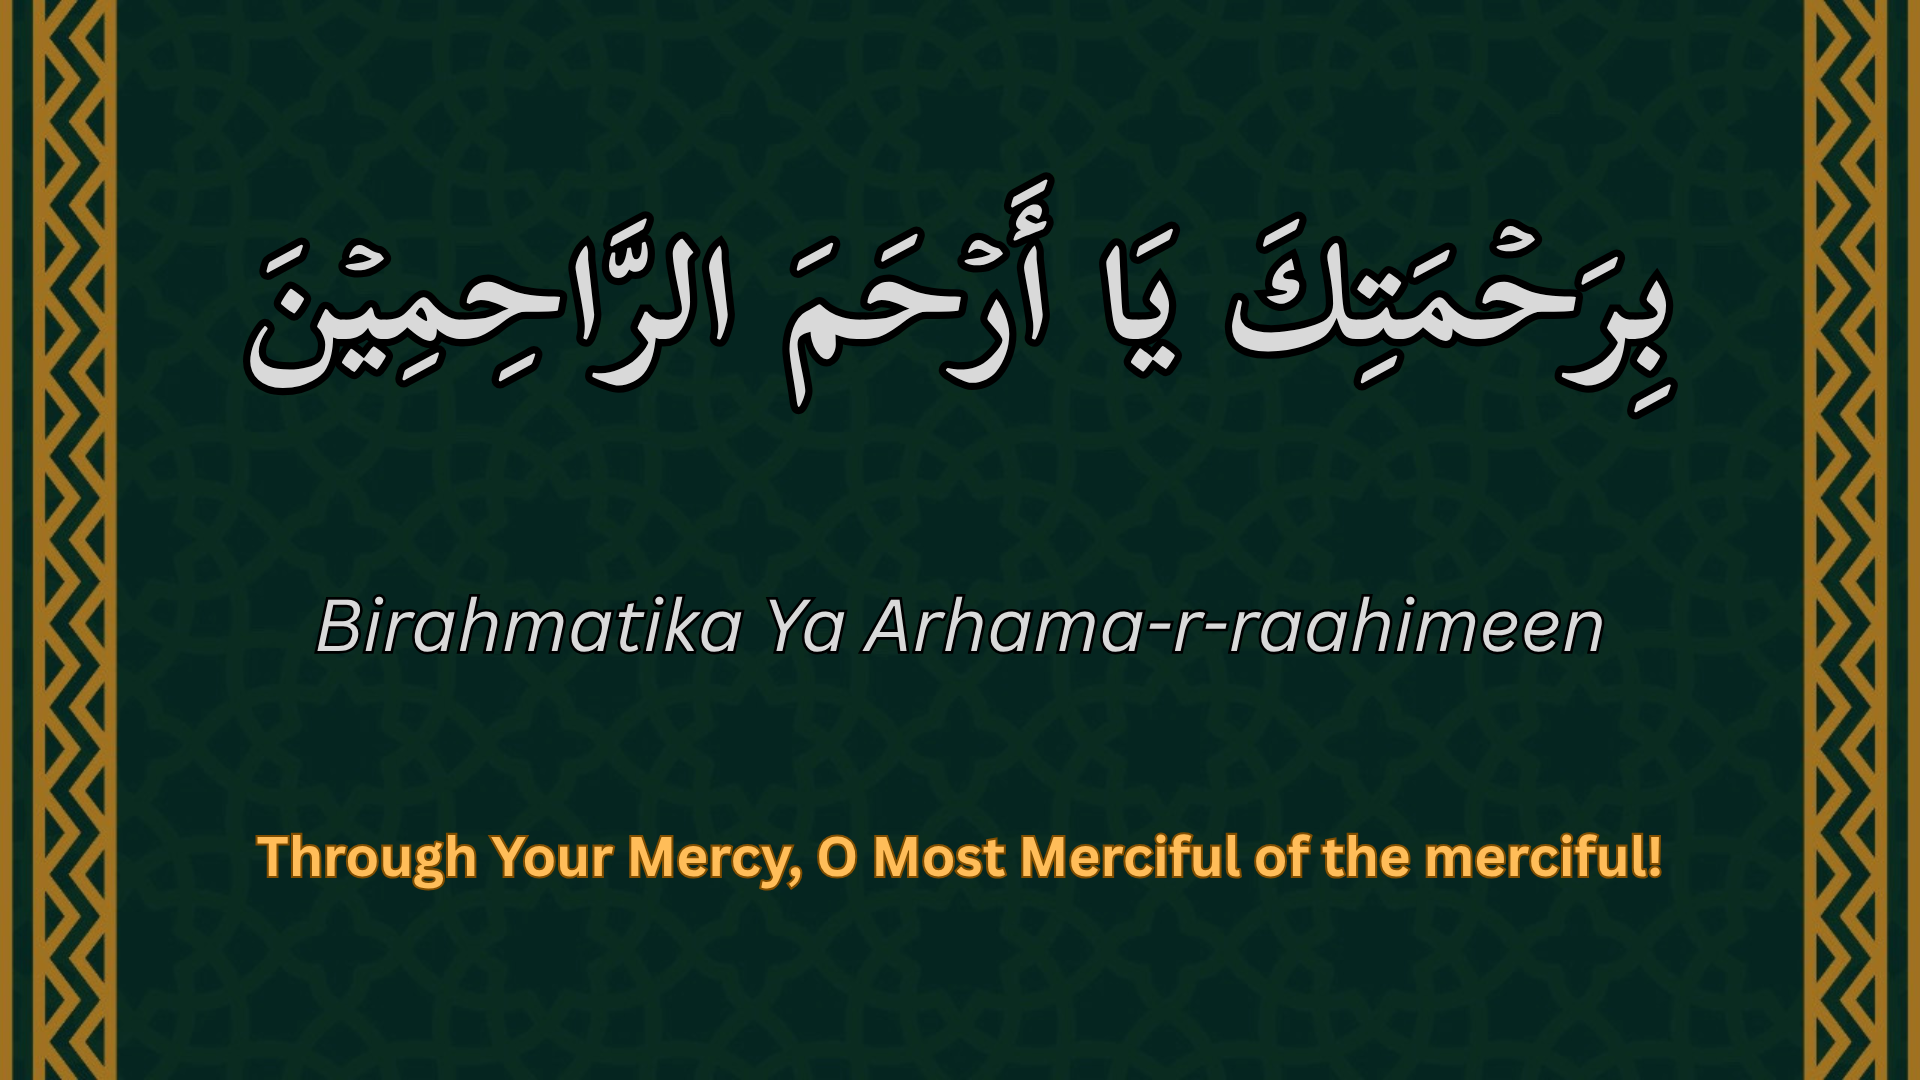 بِرَحْمَتِكَ يَا أَرْحَمَ الرَّاحِمِيْنَ
Birahmatika Ya Arhama-r-raahimeen
Through Your Mercy, O Most Merciful of the merciful!